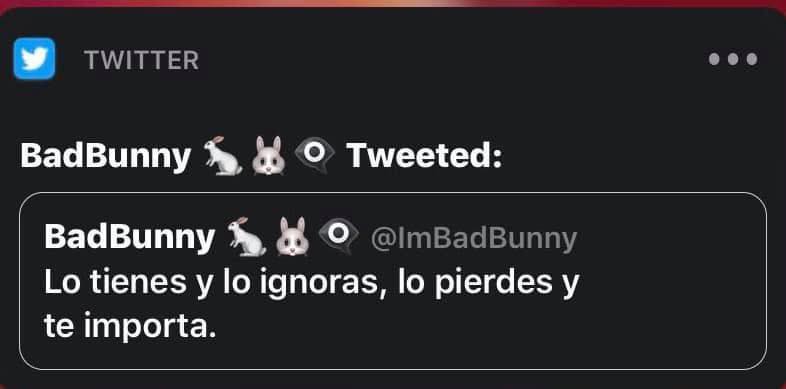 TWITTER
BadBunny 🐇🐰👁️‍🗨️ Tweeted:
BadBunny 🐇🐰👁️‍🗨️ @ImBadBunny
Lo tienes y lo ignoras, lo pierdes y
te importa.